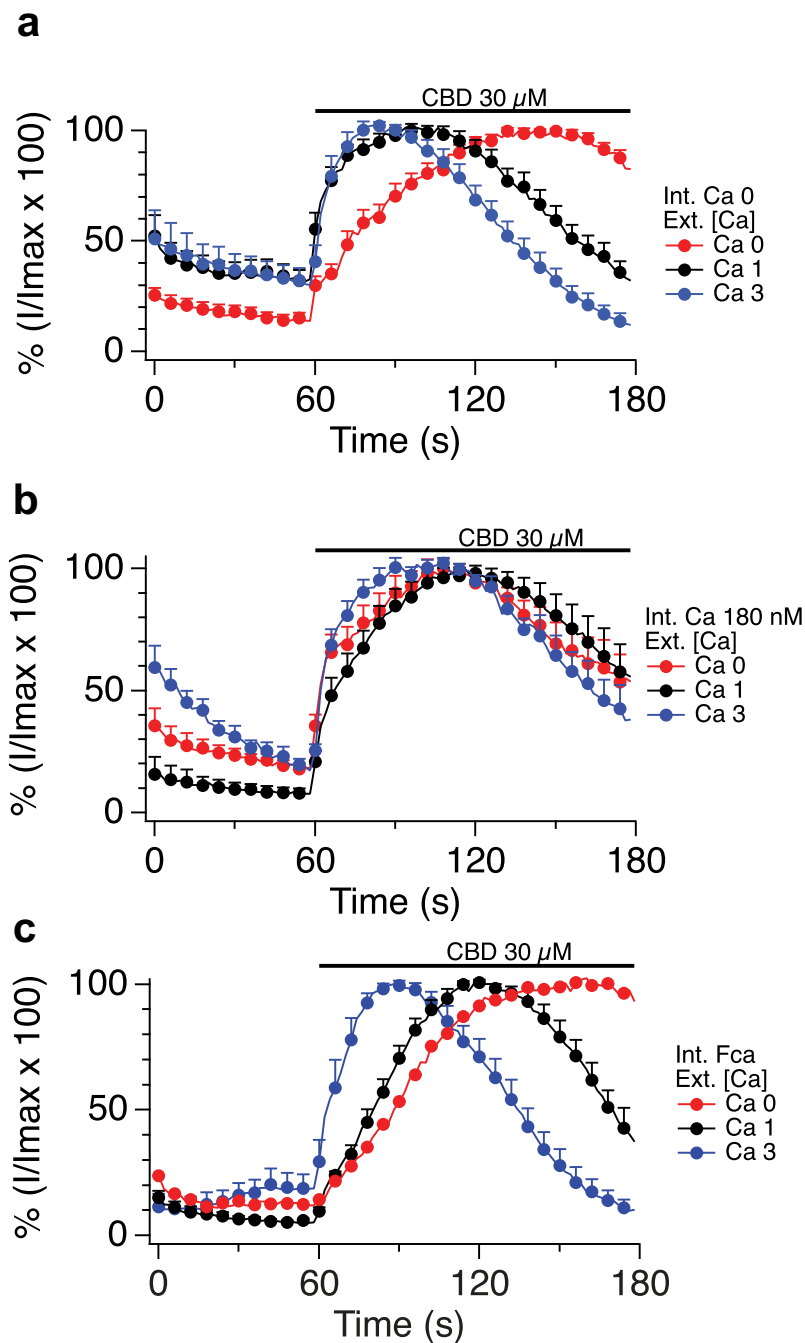 a
CBD 30 µM
100
50
0
% (I/Imax x 100)
0 60 120 180
Time (s)
Int. Ca 0
Ext. [Ca]
Ca 0
Ca 1
Ca 3
b
CBD 30 µM
100
50
0
% (I/Imax x 100)
0 60 120 180
Time (s)
Int. Ca 180 nM
Ext. [Ca]
Ca 0
Ca 1
Ca 3
c
CBD 30 µM
100
50
0
% (I/Imax x 100)
0 60 120 180
Time (s)
Int. Fca
Ext. [Ca]
Ca 0
Ca 1
Ca 3